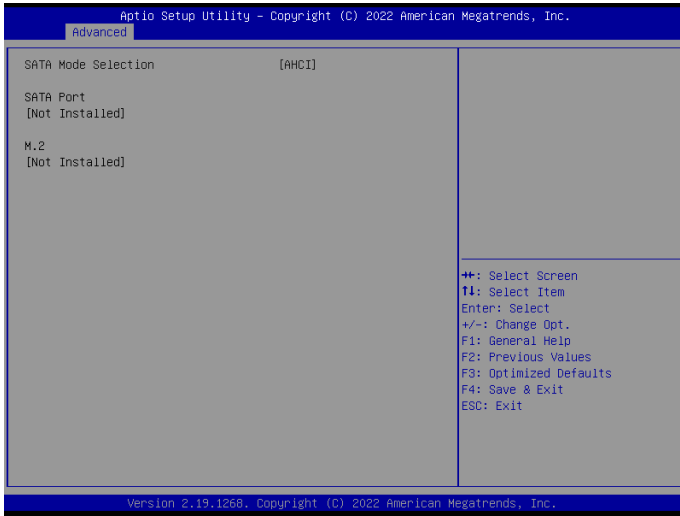 Aptio Setup Utility – Copyright (C) 2022 American Megatrends, Inc.
Advanced
SATA Mode Selection [AHCI]
SATA Port
[Not Installed]
M.2
[Not Installed]
→←: Select Screen
↑↓: Select Item
Enter: Select
+/-: Change Opt.
F1: General Help
F2: Previous Values
F3: Optimized Defaults
F4: Save & Exit
ESC: Exit
Version 2.19.1268. Copyright (C) 2022 American Megatrends, Inc.